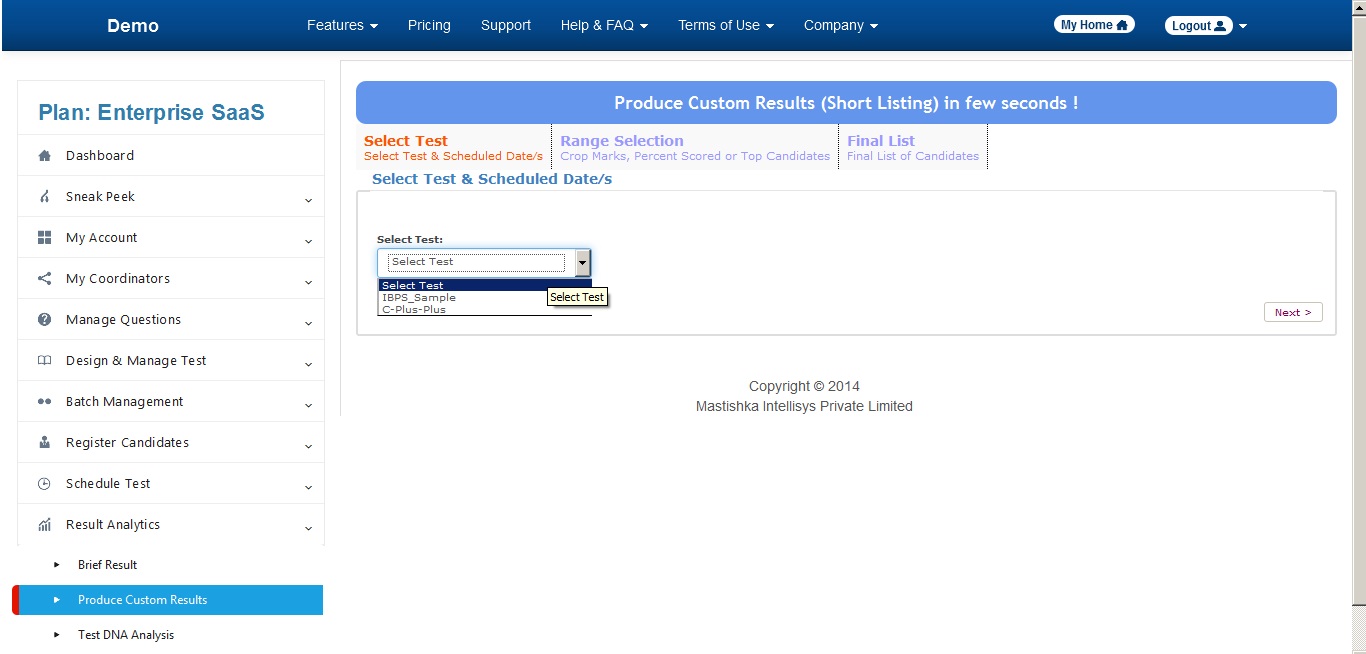 Demo
Features
Pricing
Support
Help & FAQ
Terms of Use
Company
My Home
Logout
Plan: Enterprise SaaS
Dashboard
Sneak Peek
My Account
My Coordinators
Manage Questions
Design & Manage Test
Batch Management
Register Candidates
Schedule Test
Result Analytics
Brief Result
Produce Custom Results
Test DNA Analysis
Produce Custom Results (Short Listing) in few seconds !
Select Test
Select Test & Scheduled Date/s
Range Selection
Crop Marks, Percent Scored or Top Candidates
Final List
Final List of Candidates
Select Test & Scheduled Date/s
Select Test:
Select Test
Select Test
IBPS_Sample
C-Plus-Plus
Select Test
Next >
Copyright © 2014
Mastishka Intellisys Private Limited